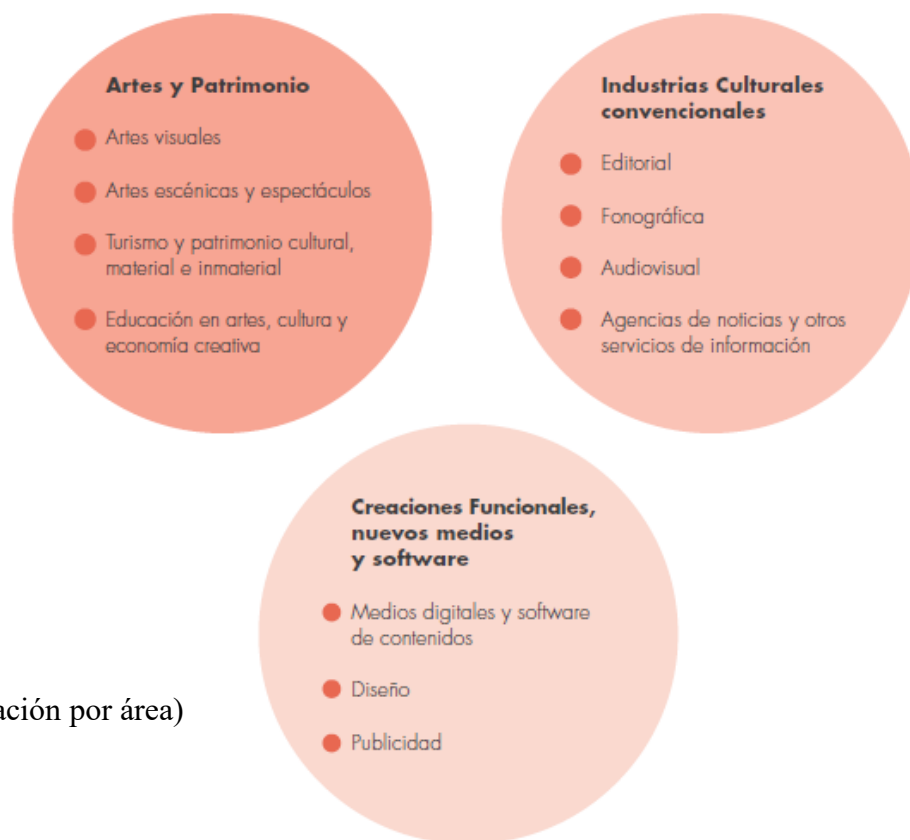 Artes y Patrimonio
Artes visuales
Artes escénicas y espectáculos
Turismo y patrimonio cultural,
material e inmaterial
Educación en artes, cultura y
economía creativa
Industrias Culturales
convencionales
Editorial
Fonográfica
Audiovisual
Agencias de noticias y otros
servicios de información
Creaciones Funcionales,
nuevos medios
y software
Medios digitales y software
de contenidos
Diseño
Publicidad
ación por área)